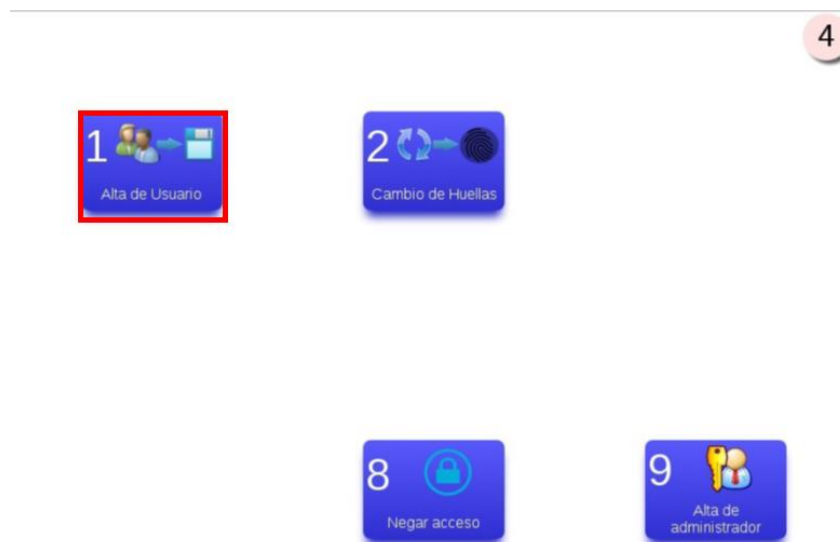 4
1
Alta de Usuario
2
Cambio de Huellas
8
Negar acceso
9
Alta de
administrador